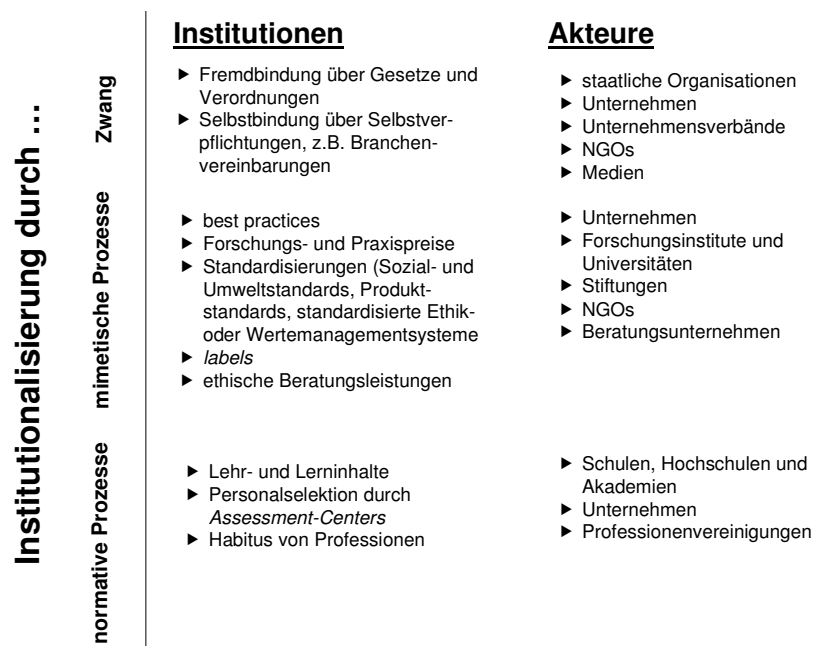 Institutionalisierung durch ...
Institutionen
Akteure
Zwang
► Fremdbindung über Gesetze und
Verordnungen
► Selbstbindung über Selbstver-
pflichtungen, z.B. Branchen-
vereinbarungen
► staatliche Organisationen
► Unternehmen
► Unternehmensverbände
► NGOs
► Medien
mimetische Prozesse
► best practices
► Forschungs- und Praxispreise
► Standardisierungen (Sozial- und
Umweltstandards, Produkt-
standards, standardisierte Ethik-
oder Wertemanagementsysteme
► labels
► ethische Beratungsleistungen
► Unternehmen
► Forschungsinstitute und
Universitäten
► Stiftungen
► NGOs
► Beratungsunternehmen
normative Prozesse
► Lehr- und Lerninhalte
► Personalselektion durch
Assessment-Centers
► Habitus von Professionen
► Schulen, Hochschulen und
Akademien
► Unternehmen
► Professionenvereinigungen